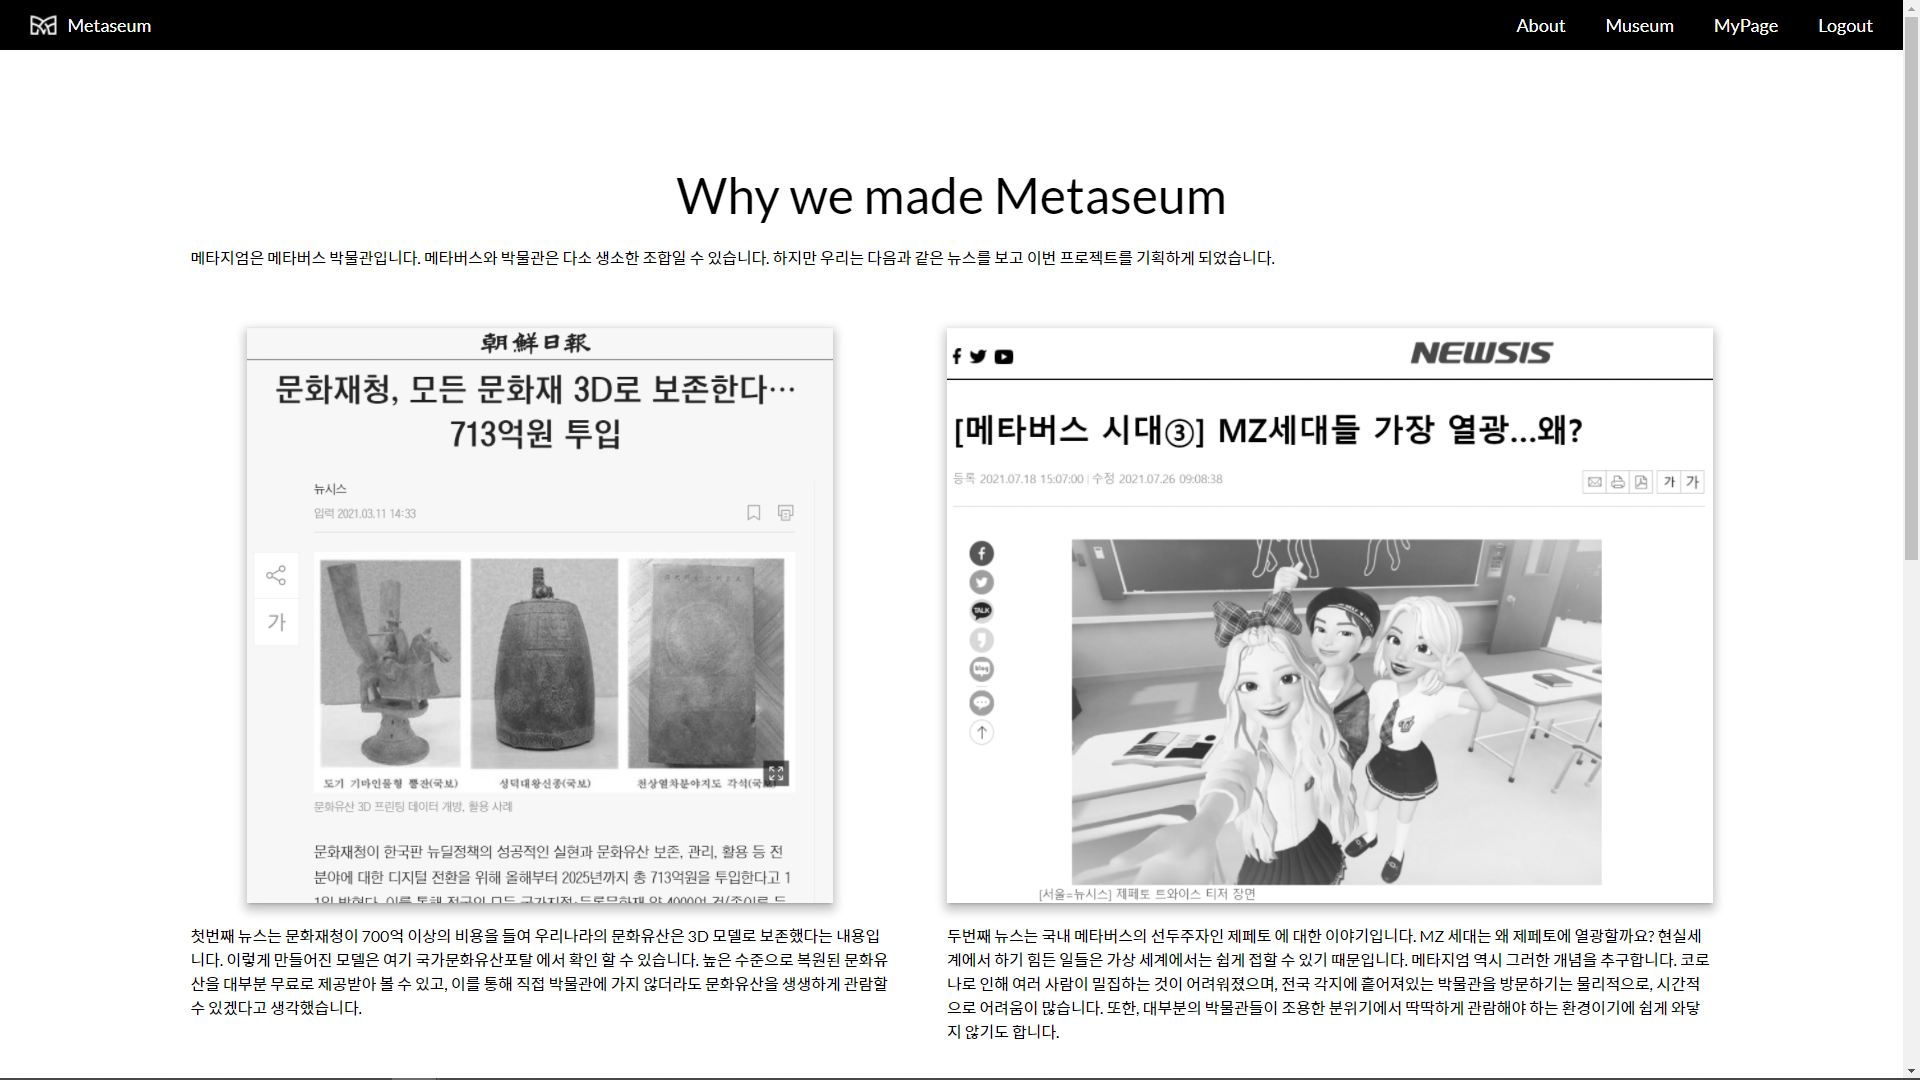 Metaseum
About Museum MyPage Logout
Why we made Metaseum
메타지엄은 메타버스 박물관입니다. 메타버스와 박물관은 다소 생소한 조합일 수 있습니다. 하지만 우리는 다음과 같은 뉴스를 보고 이번 프로젝트를 기획하게 되었습니다.
朝鮮日報
문화재청, 모든 문화재 3D로 보존한다…
713억원 투입
뉴시스
입력 2021.03.11 14:33
가
도기 기마인물형 뿔잔(국보) 성덕대왕신종(국보) 천상열차분야지도 각석(국보)
문화유산 3D 프린팅 데이터 개방, 활용 사례
문화재청이 한국판 뉴딜정책의 성공적인 실현과 문화유산 보존, 관리, 활용 등 전
분야에 대한 디지털 전환을 위해 올해부터 2025년까지 총 713억원을 투입한다고 1
첫번째 뉴스는 문화재청이 700억 이상의 비용을 들여 우리나라의 문화유산은 3D 모델로 보존했다는 내용입
니다. 이렇게 만들어진 모델은 여기 국가문화유산포탈 에서 확인 할 수 있습니다. 높은 수준으로 복원된 문화유
산을 대부분 무료로 제공받아 볼 수 있고, 이를 통해 직접 박물관에 가지 않더라도 문화유산을 생생하게 관람할
수 있겠다고 생각했습니다.
NEWSIS
[메타버스 시대③] MZ세대들 가장 열광...왜?
등록 2021.07.18 15:07:00 | 수정 2021.07.26 09:08:38
가 가
TALK
blog
[서울=뉴시스] 제페토 트와이스 티저 장면
두번째 뉴스는 국내 메타버스의 선두주자인 제페토 에 대한 이야기입니다. MZ 세대는 왜 제페토에 열광할까요? 현실세
계에서 하기 힘든 일들은 가상 세계에서는 쉽게 접할 수 있기 때문입니다. 메타지엄 역시 그러한 개념을 추구합니다. 코로
나로 인해 여러 사람이 밀집하는 것이 어려워졌으며, 전국 각지에 흩어져있는 박물관을 방문하기는 물리적으로, 시간적
으로 어려움이 많습니다. 또한, 대부분의 박물관들이 조용한 분위기에서 딱딱하게 관람해야 하는 환경이기에 쉽게 와닿
지 않기도 합니다.